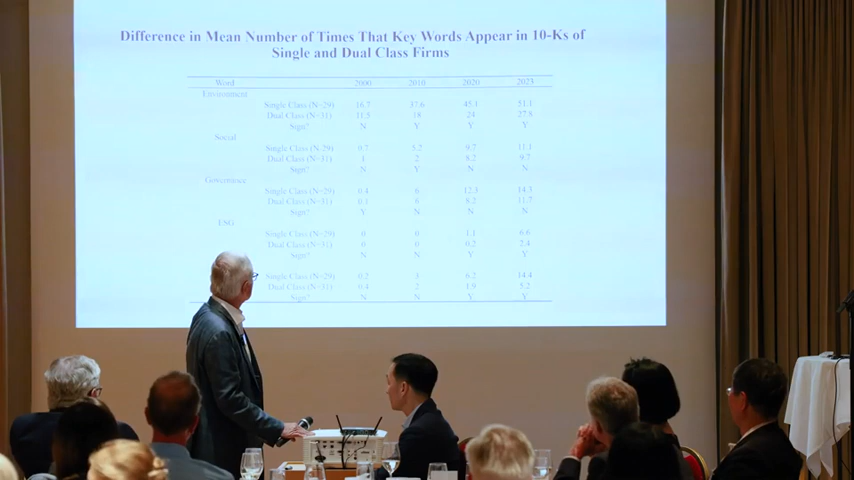 Difference in Mean Number of Times That Key Words Appear in 10-Ks of
Single and Dual Class Firms
Word 2000 2010 2020 2023
Environment
Single Class (N=29) 16.7 37.6 45.1 51.1
Dual Class (N=31) 11.5 18 24 27.8
Sign? N Y Y Y
Social
Single Class (N=29) 0.7 5.2 9.7 11.1
Dual Class (N=31) 1 2 8.2 9.7
Sign? N Y N N
Governance
Single Class (N=29) 0.4 6 12.3 14.3
Dual Class (N=31) 0.1 8 8.2 11.7
Sign? Y N N N
ESG
Single Class (N=29) 0 0 1.1 6.6
Dual Class (N=31) 0 0 0.2 2.4
Sign? N N Y Y
Single Class (N=29) 0.2 3 6.2 14.4
Dual Class (N=31) 0.4 2 1.9 5.2
Sign? N N Y Y